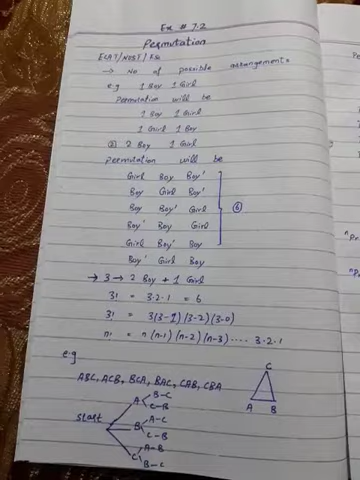 Ex # 7.2
Permutation
ECAT/NUST/FG
→ No of possible arrangements
e.g 1 Boy 1 Girl
Permutation will be
1 Boy 1 Girl
1 Girl 1 Boy
② 2 Boy 1 Girl
Permutation will be
Girl Boy Boy'
Boy Girl Boy'
Boy Boy' Girl
⑥
Boy' Boy Girl
Girl Boy' Boy
Boy' Girl Boy
→ 3 → 2 Boy + 1 Girl
3! = 3·2·1 = 6
3! = 3(3-1)(3-2)(3-0)
n! = n(n-1)(n-2)(n-3) ..... 3.2.1
e.g
ABC, ACB, BCA, BAC, CAB, CBA
C
A B
B-C
A
C-B
Start
A-C
B
C-B
A-B
C
B-C
nPr
nPr